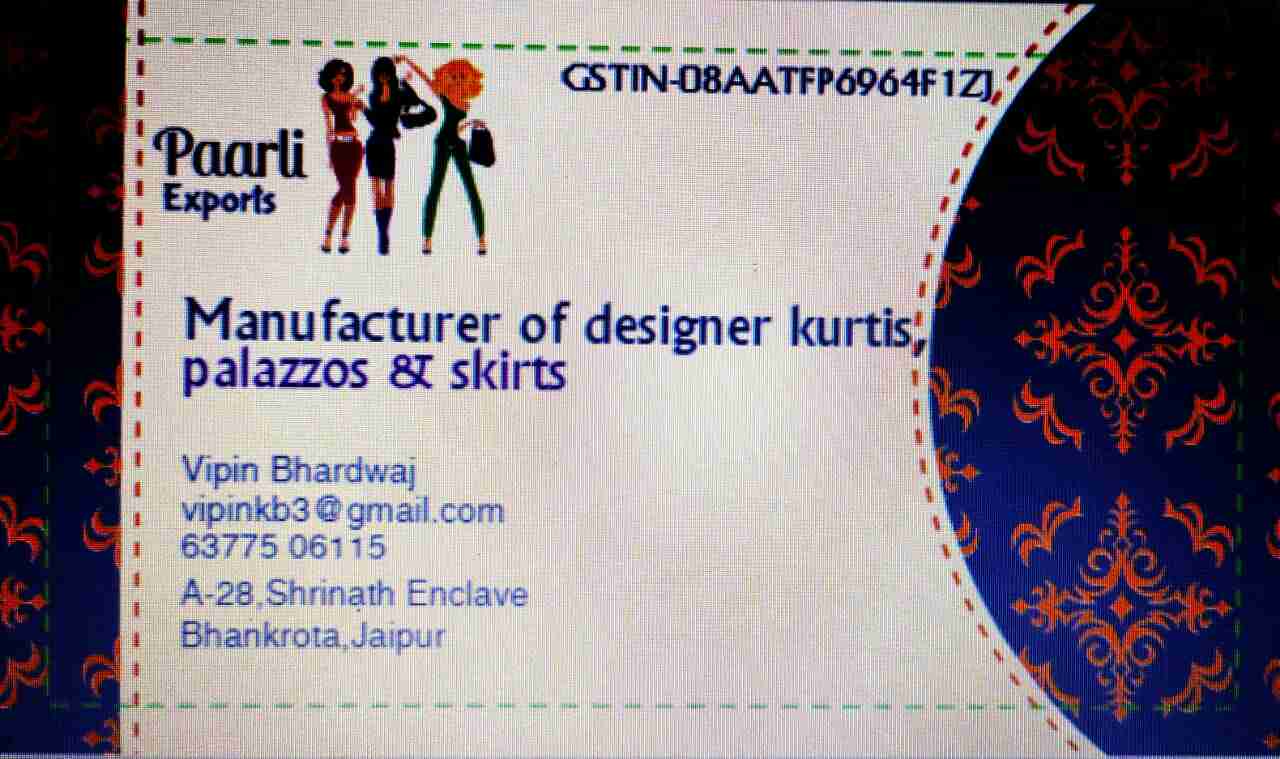 GSTIN-08AATFP6964F1ZJ
Paarli
Exports
Manufacturer of designer kurtis,
palazzos & skirts
Vipin Bhardwaj
vipinkb3@gmail.com
63775 06115
A-28,Shrinath Enclave
Bhankrota,Jaipur